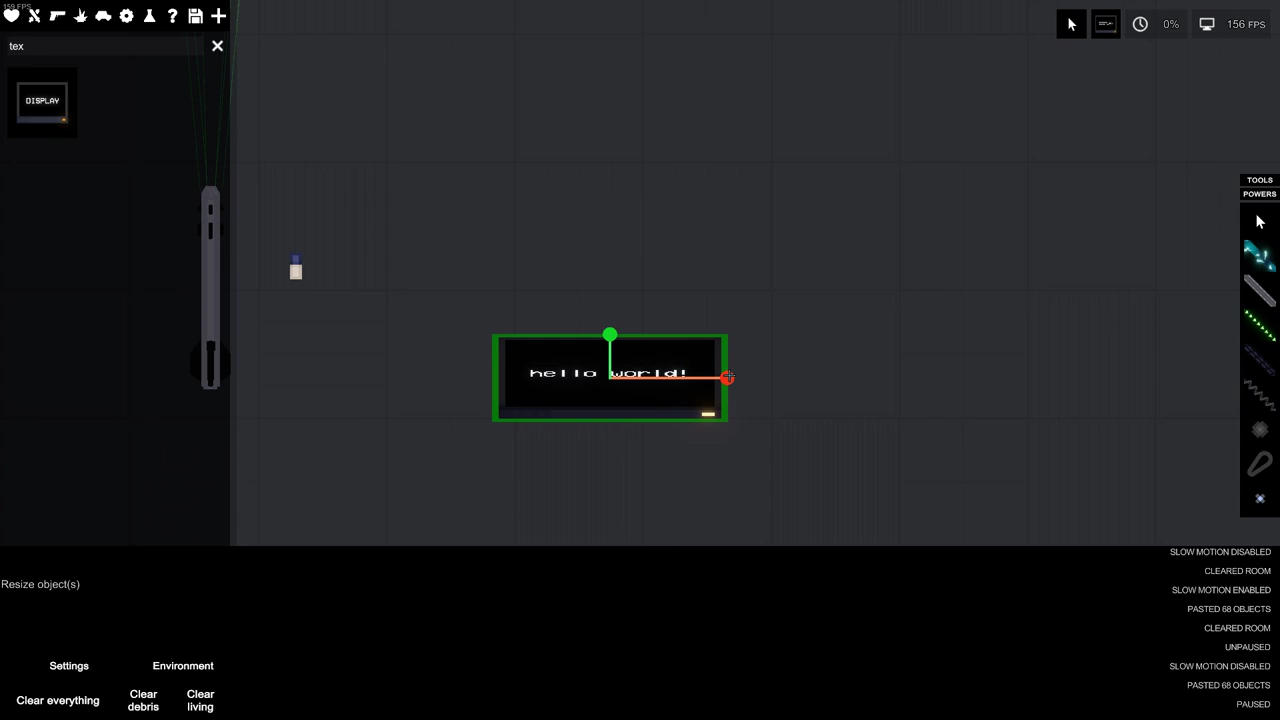 159 FPS
tex
DISPLAY
0%
156 FPS
TOOLS
POWERS
hello world!
Resize object(s)
SLOW MOTION DISABLED
CLEARED ROOM
SLOW MOTION ENABLED
PASTED 68 OBJECTS
CLEARED ROOM
UNPAUSED
SLOW MOTION DISABLED
PASTED 68 OBJECTS
PAUSED
Settings
Environment
Clear everything
Clear
debris
Clear
living